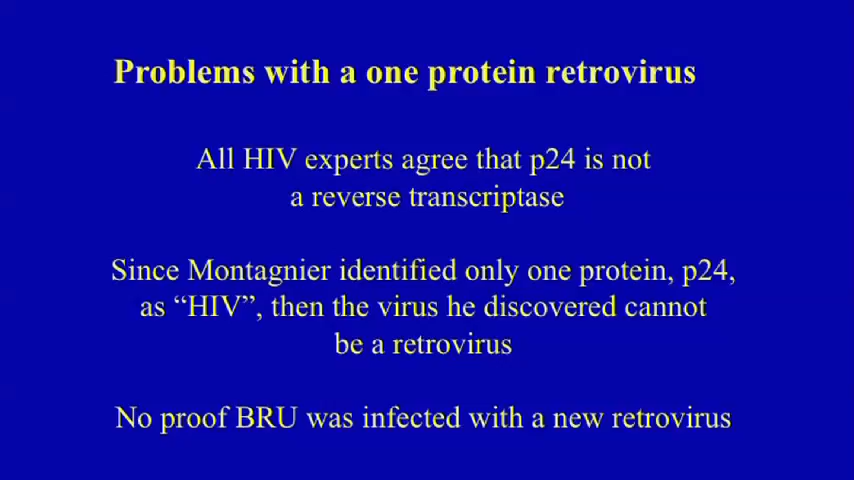 Problems with a one protein retrovirus
All HIV experts agree that p24 is not
a reverse transcriptase
Since Montagnier identified only one protein, p24,
as “HIV”, then the virus he discovered cannot
be a retrovirus
No proof BRU was infected with a new retrovirus